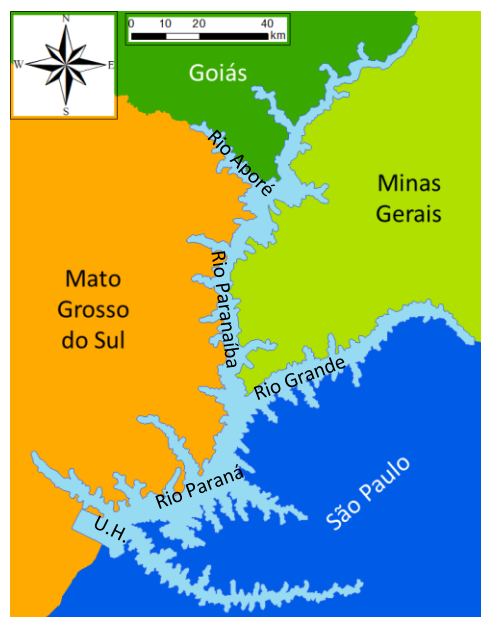 N
W E
S
0 10 20 40
km
Goiás
Rio Aporé
Minas
Gerais
Mato
Grosso
do Sul
Rio Paranaíba
Rio Grande
São Paulo
Rio Paraná
U.H.